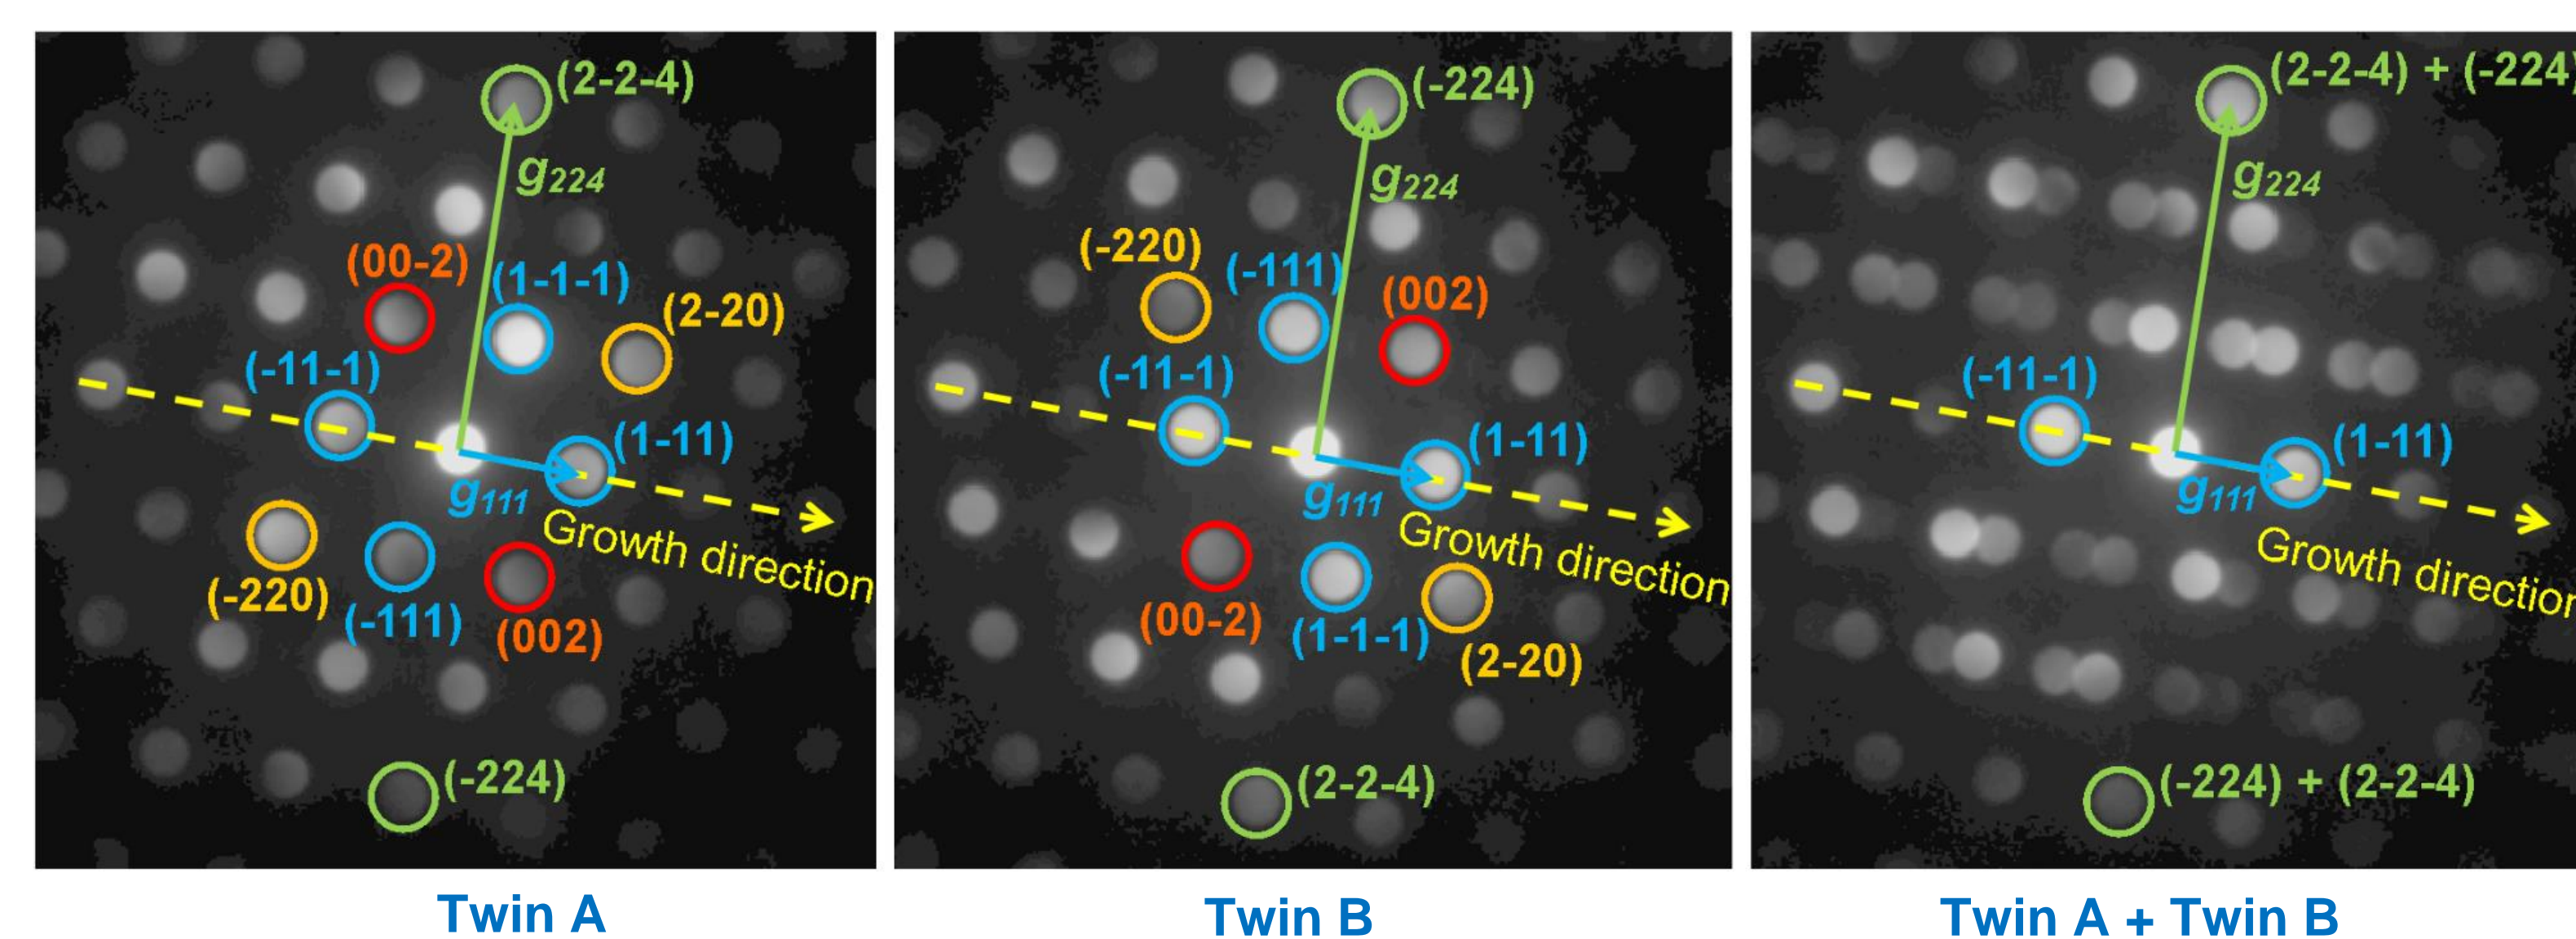 (2-2-4)
g224
(00-2)
(1-1-1)
(2-20)
(-11-1)
(1-11)
g111
Growth direction
(-220)
(-111)
(002)
(-224)
Twin A
(-224)
g224
(-220)
(-111)
(002)
(-11-1)
(1-11)
g111
Growth direction
(00-2)
(1-1-1)
(2-20)
(2-2-4)
Twin B
(2-2-4) + (-224)
g224
(-11-1)
(1-11)
g111
Growth direction
(-224) + (2-2-4)
Twin A + Twin B